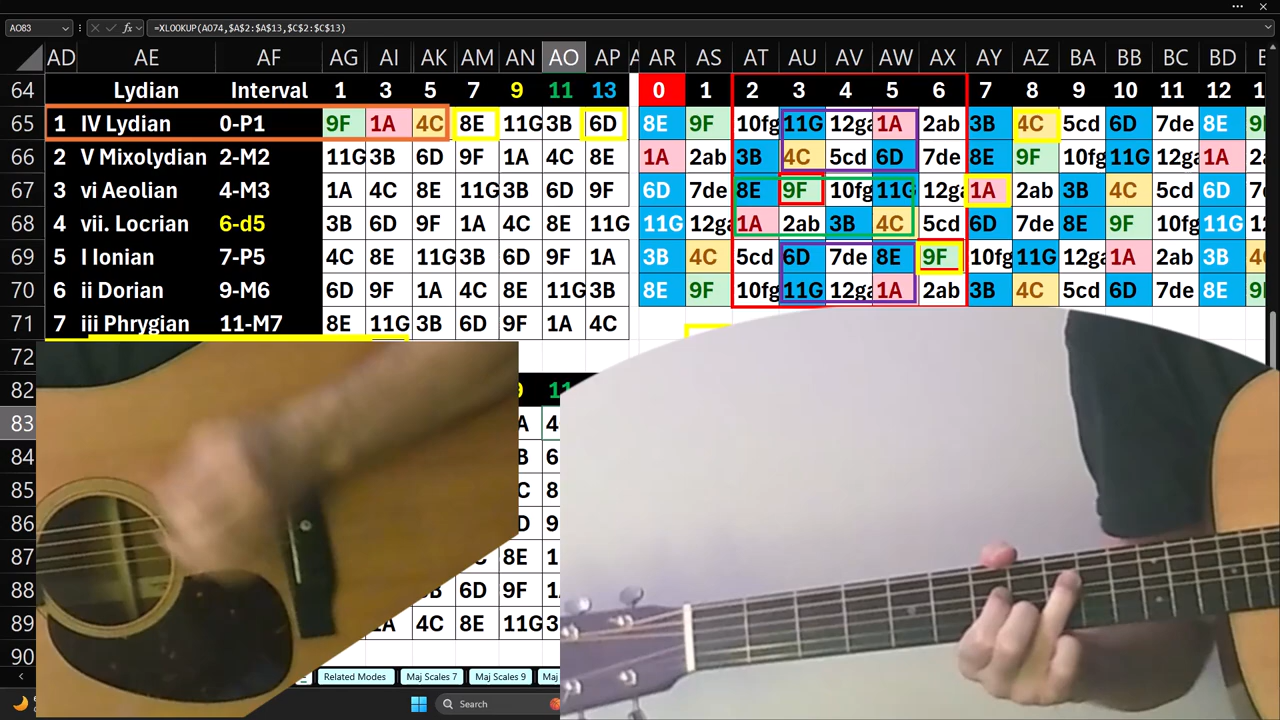 AO83 fx =XLOOKUP(AO74,$A$2:$A$13,$C$2:$C$13)
AD AE AF AG AI AK AM AN AO AP AR AS AT AU AV AW AX AY AZ BA BB BC BD
64 Lydian Interval 1 3 5 7 9 11 13 0 1 2 3 4 5 6 7 8 9 10 11 12
65 1 IV Lydian 0-P1 9F 1A 4C 8E 11G 3B 6D 8E 9F 10fg 11G 12ga 1A 2ab 3B 4C 5cd 6D 7de 8E
66 2 V Mixolydian 2-M2 11G 3B 6D 9F 1A 4C 8E 1A 2ab 3B 4C 5cd 6D 7de 8E 9F 10fg 11G 12ga 1A
67 3 vi Aeolian 4-M3 1A 4C 8E 11G 3B 6D 9F 6D 7de 8E 9F 10fg 11G 12ga 1A 2ab 3B 4C 5cd 6D
68 4 vii. Locrian 6-d5 3B 6D 9F 1A 4C 8E 11G 11G 12ga 1A 2ab 3B 4C 5cd 6D 7de 8E 9F 10fg 11G
69 5 I Ionian 7-P5 4C 8E 11G 3B 6D 9F 1A 3B 4C 5cd 6D 7de 8E 9F 10fg 11G 12ga 1A 2ab 3B
70 6 ii Dorian 9-M6 6D 9F 1A 4C 8E 11G 3B 8E 9F 10fg 11G 12ga 1A 2ab 3B 4C 5cd 6D 7de 8E
71 7 iii Phrygian 11-M7 8E 11G 3B 6D 9F 1A 4C
72
82 9 11
83 A 4
84 B 6
85 C 8
86 D 9
87 8E 1
88 6D 9F
89 4C 8E
90
Related Modes Maj Scales 7 Maj Scales 9 Maj
Search